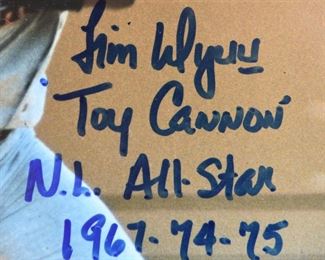 Jim Wynn
Toy Cannon
N.L. All-Star
1967-74-75